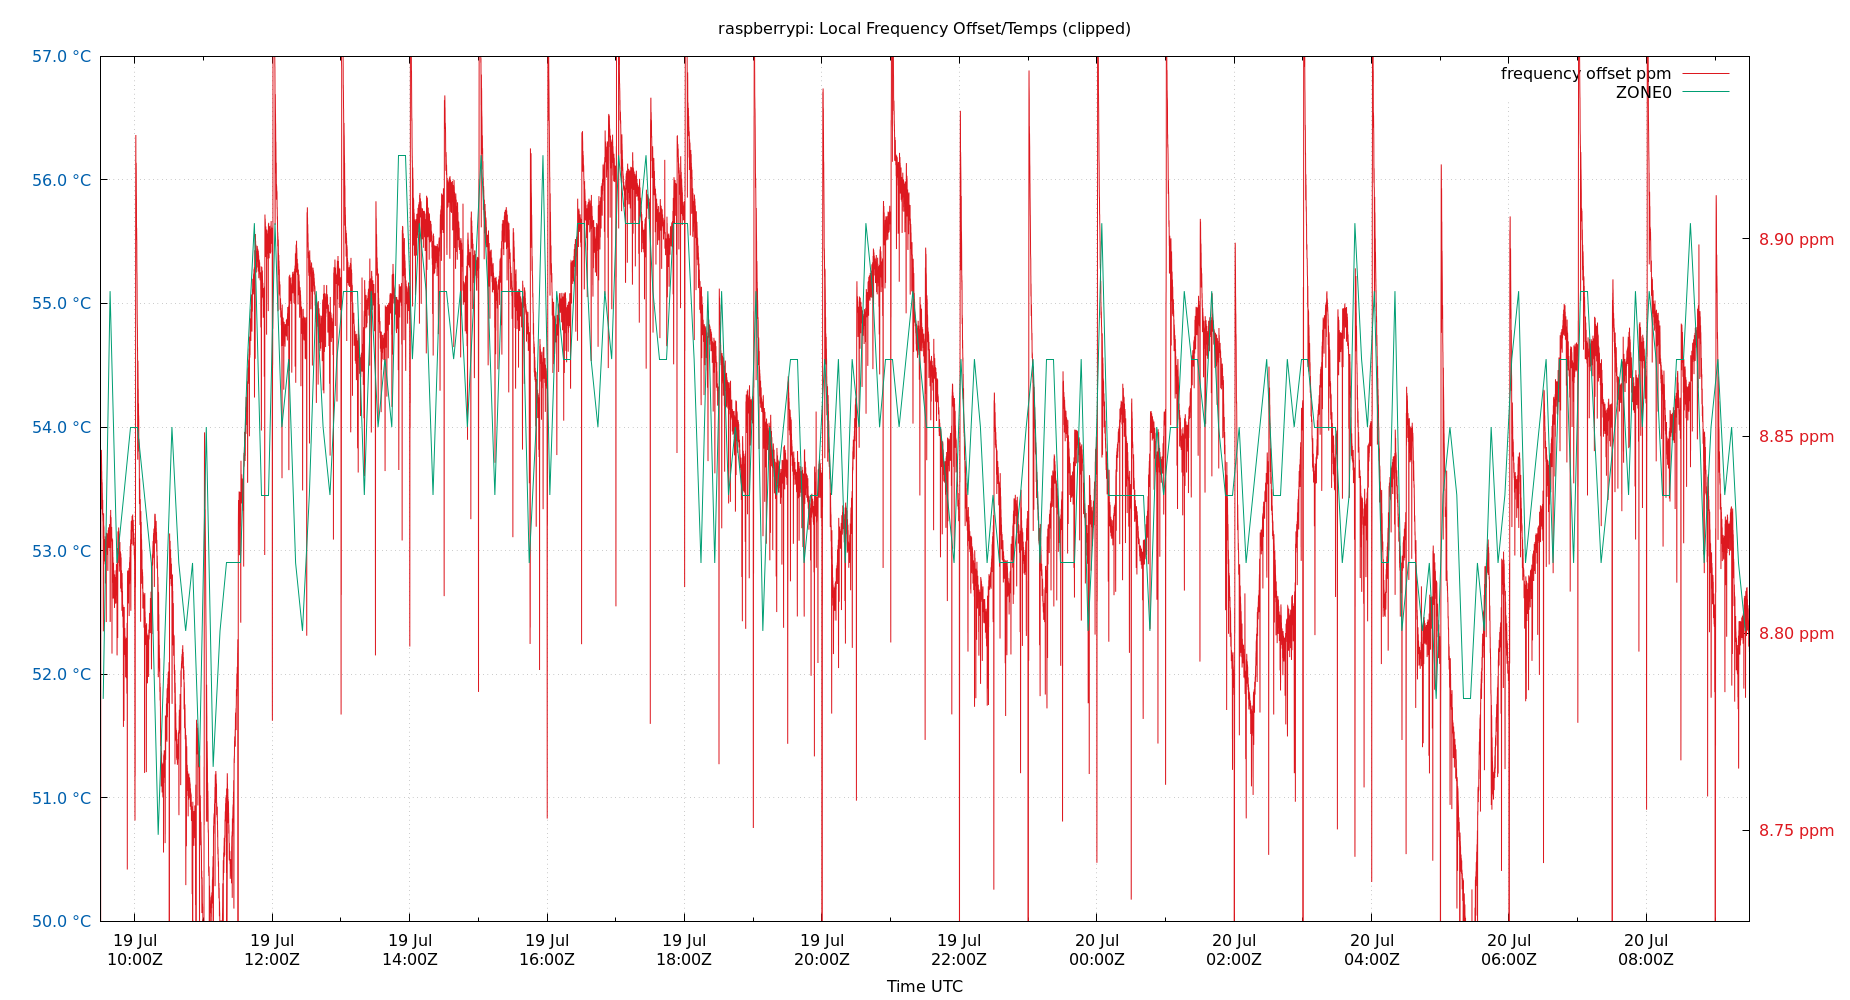 raspberrypi: Local Frequency Offset/Temps (clipped)
57.0 °C
56.0 °C
55.0 °C
54.0 °C
53.0 °C
52.0 °C
51.0 °C
50.0 °C
frequency offset ppm
ZONE0
8.90 ppm
8.85 ppm
8.80 ppm
8.75 ppm
19 Jul 19 Jul 19 Jul 19 Jul 19 Jul 19 Jul 19 Jul 20 Jul 20 Jul 20 Jul 20 Jul 20 Jul
10:00Z 12:00Z 14:00Z 16:00Z 18:00Z 20:00Z 22:00Z 00:00Z 02:00Z 04:00Z 06:00Z 08:00Z
Time UTC